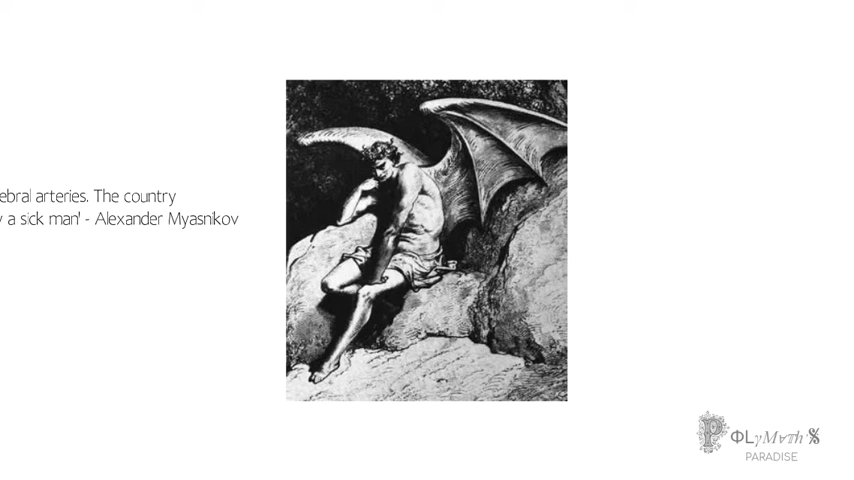 ebral arteries. The country
y a sick man' - Alexander Myasnikov
PARADISE